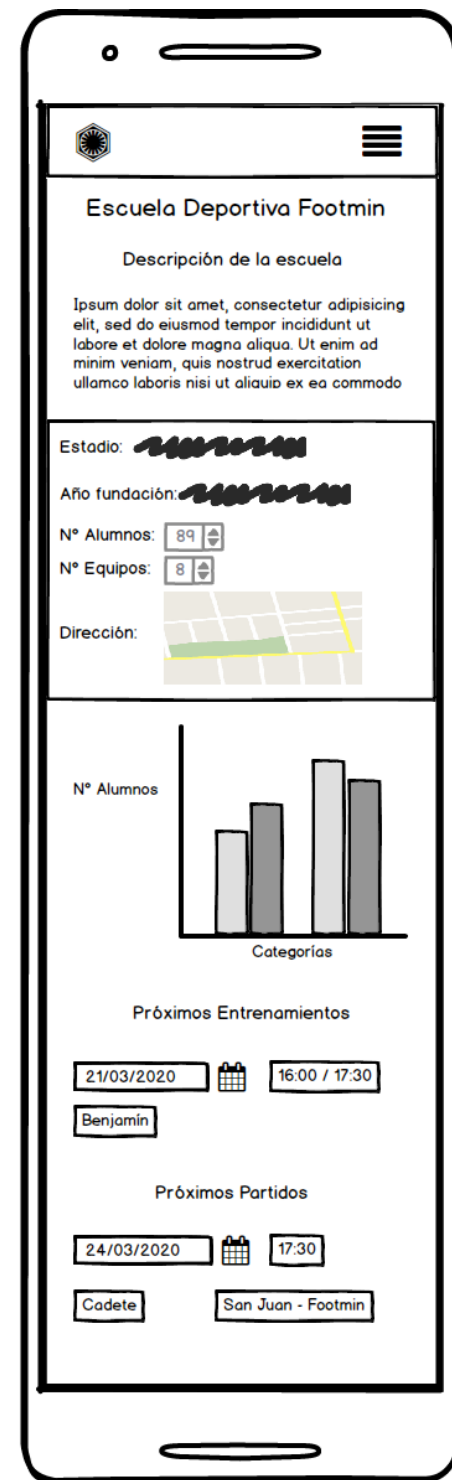 Escuela Deportiva Footmin
Descripción de la escuela
Ipsum dolor sit amet, consectetur adipisicing
elit, sed do eiusmod tempor incididunt ut
labore et dolore magna aliqua. Ut enim ad
minim veniam, quis nostrud exercitation
ullamco laboris nisi ut aliquip ex ea commodo
Estadio:
Año fundación:
Nº Alumnos: 89
Nº Equipos: 8
Dirección:
Nº Alumnos
Categorías
Próximos Entrenamientos
21/03/2020 16:00 / 17:30
Benjamín
Próximos Partidos
24/03/2020 17:30
Cadete San Juan - Footmin